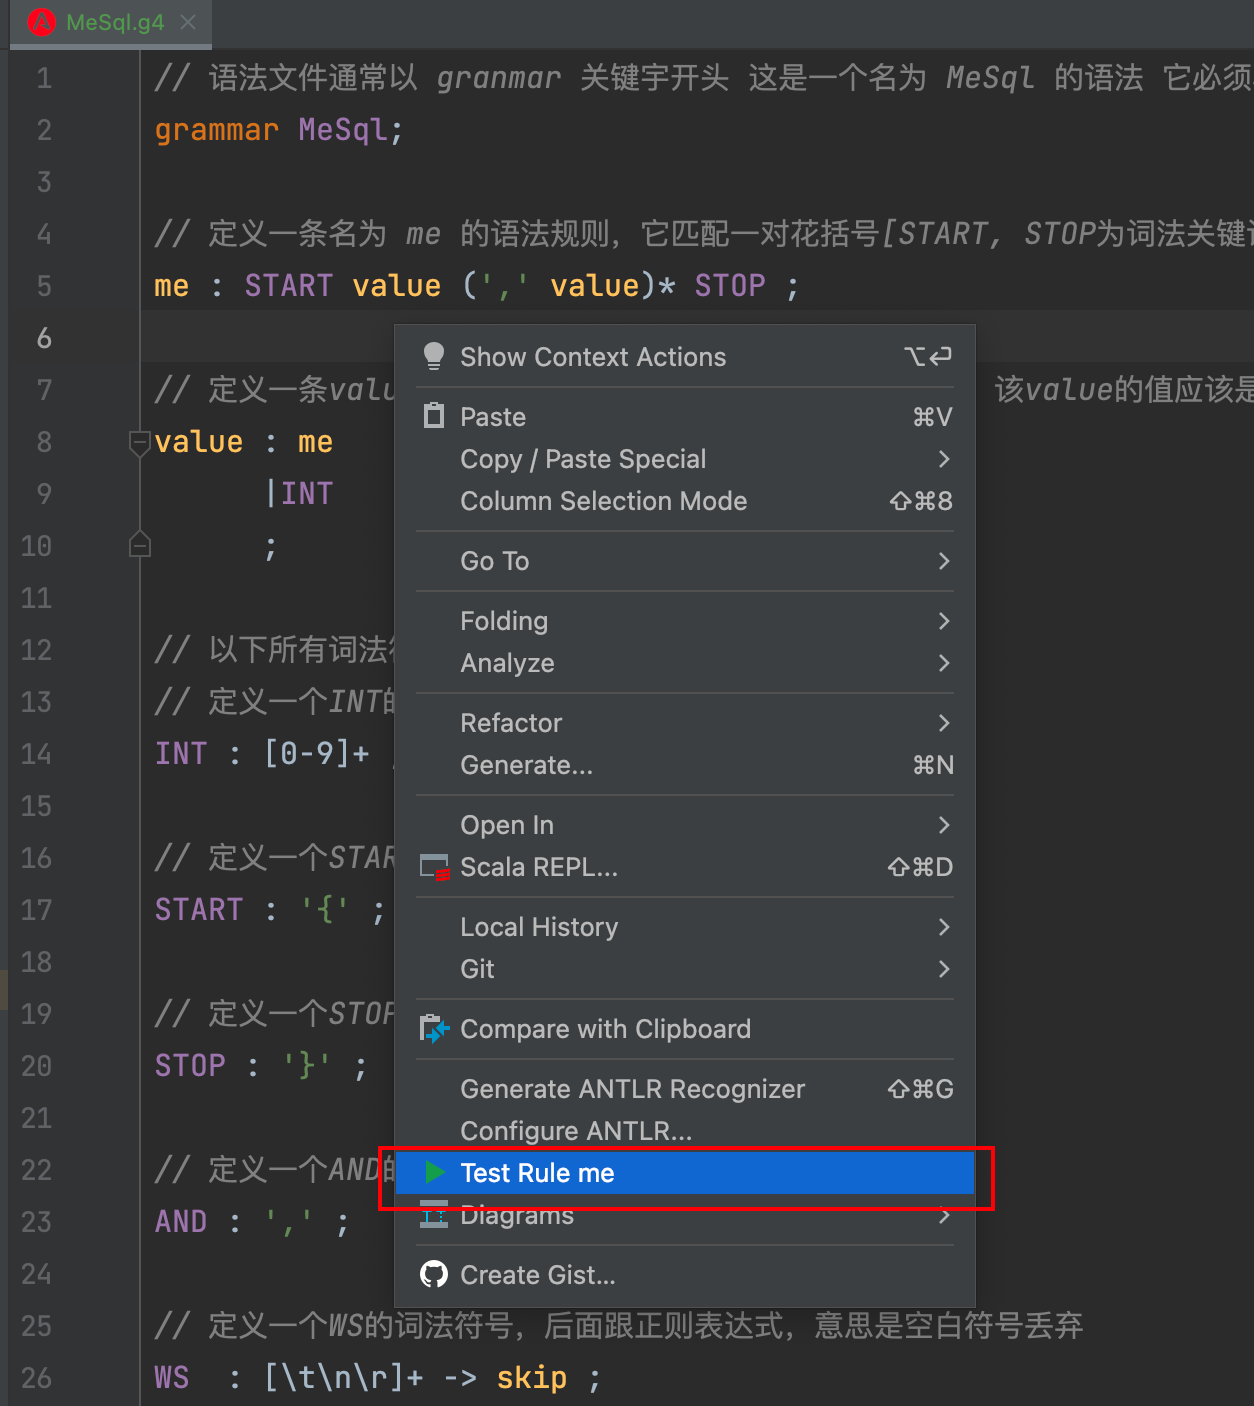 MeSql.g4
1 // 语法文件通常以 granmar 关键宇开头 这是一个名为 MeSql 的语法 它必须
2 grammar MeSql;
3
4 // 定义一条名为 me 的语法规则，它匹配一对花括号[START, STOP为词法关键
5 me : START value (',' value)* STOP ;
6
Show Context Actions ⌥⏎
7 // 定义一条valu 该value的值应该是
Paste ⌘V
8 value : me
Copy / Paste Special
9 |INT
Column Selection Mode ⇧⌘8
10 ;
Go To
11
Folding
12 // 以下所有词法
Analyze
13 // 定义一个INT
Refactor
14 INT : [0-9]+
Generate... ⌘N
15
Open In
16 // 定义一个STAR
Scala REPL... ⇧⌘D
17 START : '{' ;
Local History
18
Git
19 // 定义一个STOP
Compare with Clipboard
20 STOP : '}' ;
Generate ANTLR Recognizer ⇧⌘G
21
Configure ANTLR...
22 // 定义一个AND的
Test Rule me
23 AND : ',' ;
Diagrams
24
Create Gist...
25 // 定义一个WS的词法符号，后面跟正则表达式，意思是空白符号丢弃
26 WS : [\t\n\r]+ -> skip ;